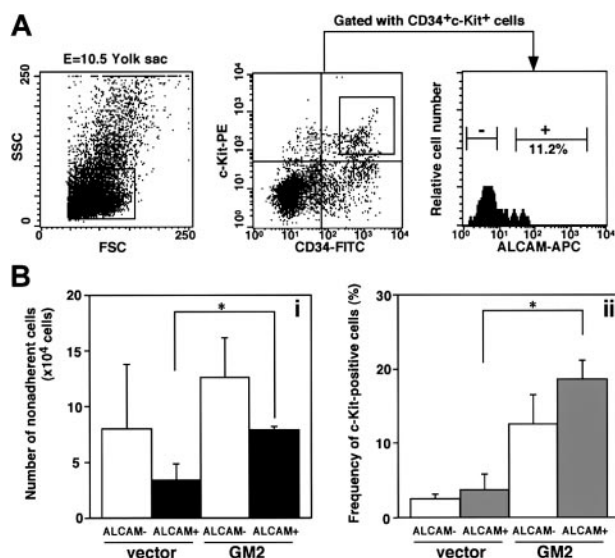 A
Gated with CD34+c-Kit+ cells
E=10.5 Yolk sac
250
SSC
0
0
FSC
250
c-Kit-PE
10⁴
10³
10²
10¹
10⁰
10⁰ 10¹ 10² 10³ 10⁴
CD34-FITC
Relative cell number
- +
11.2%
10⁰ 10¹ 10² 10³ 10⁴
ALCAM-APC
B
i
Number of nonadherent cells
(x10⁴ cells)
20
15
10
5
0
*
ALCAM- ALCAM+ ALCAM- ALCAM+
vector GM2
ii
Frequency of c-Kit-positive cells (%)
30
20
10
0
*
ALCAM- ALCAM+ ALCAM- ALCAM+
vector GM2